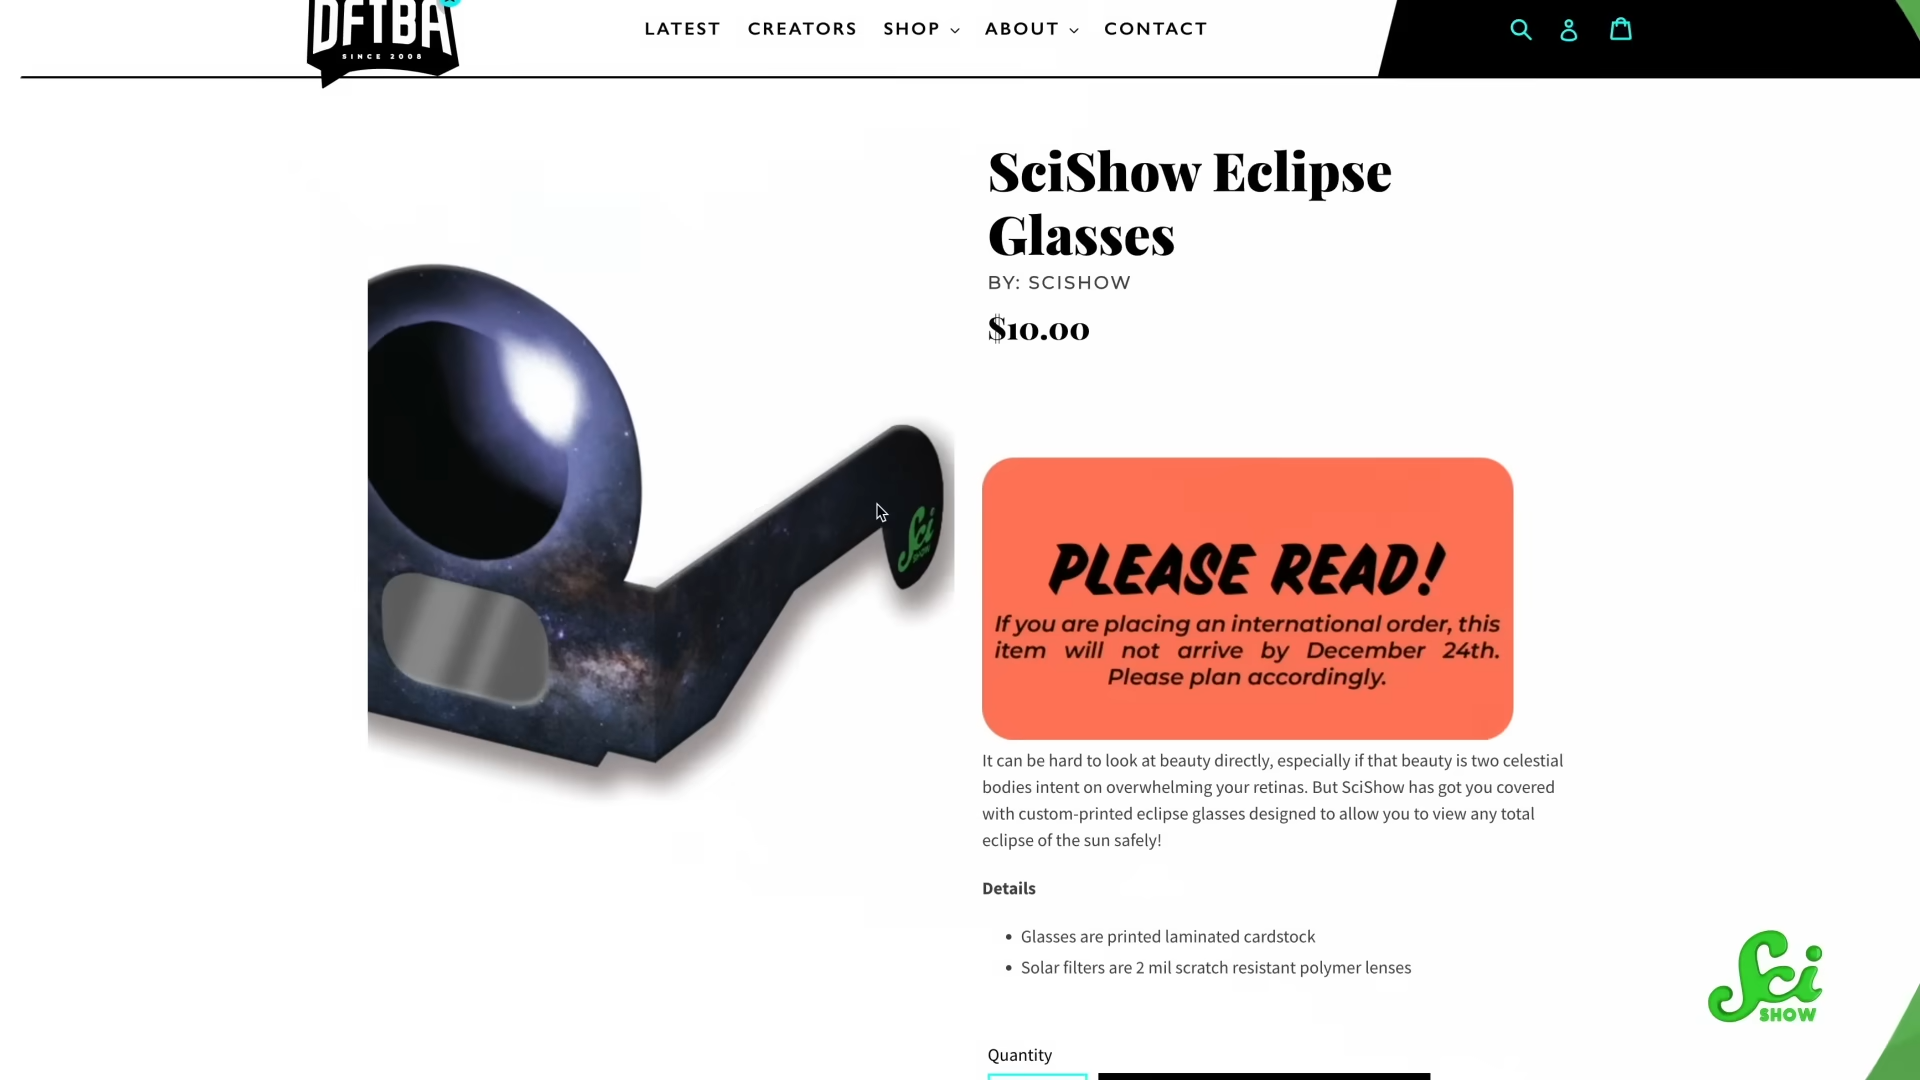 DFTBA
SINCE 2008
LATEST CREATORS SHOP ABOUT CONTACT
SciShow Eclipse
Glasses
BY: SCISHOW
$10.00
Sci
SHOW
PLEASE READ!
If you are placing an international order, this
item will not arrive by December 24th.
Please plan accordingly.
It can be hard to look at beauty directly, especially if that beauty is two celestial
bodies intent on overwhelming your retinas. But SciShow has got you covered
with custom-printed eclipse glasses designed to allow you to view any total
eclipse of the sun safely!
Details
• Glasses are printed laminated cardstock
• Solar filters are 2 mil scratch resistant polymer lenses
Sci
SHOW
Quantity